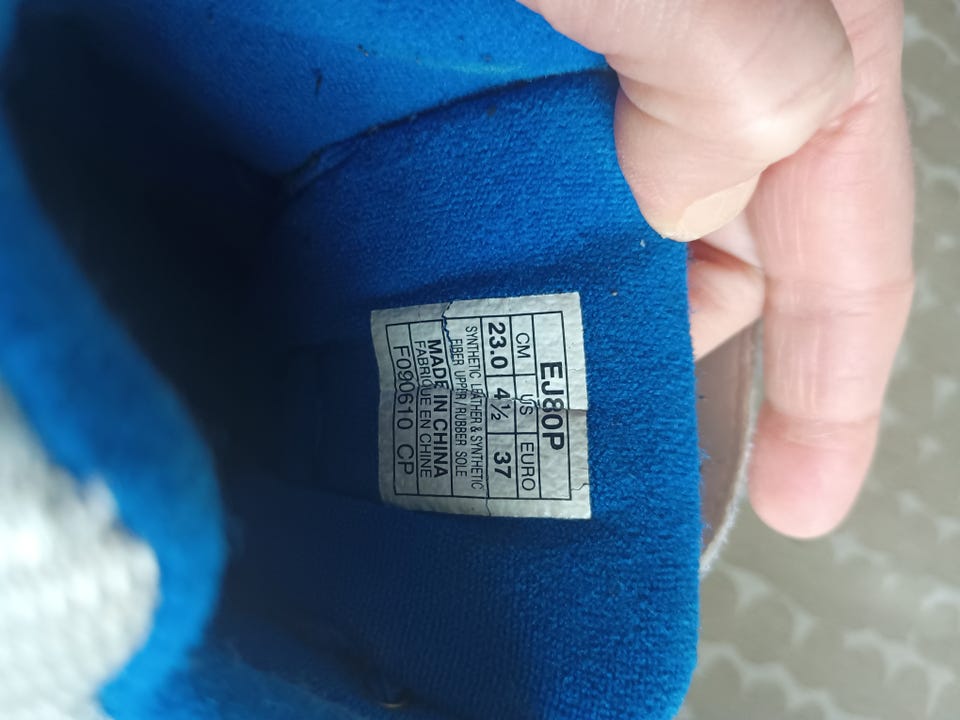 EJ80P
CM US EURO
23.0 4½ 37
SYNTHETIC LEATHER & SYNTHETIC
FIBER UPPER / RUBBER SOLE
MADE IN CHINA
FABRIQUE EN CHINE
F090610 CP